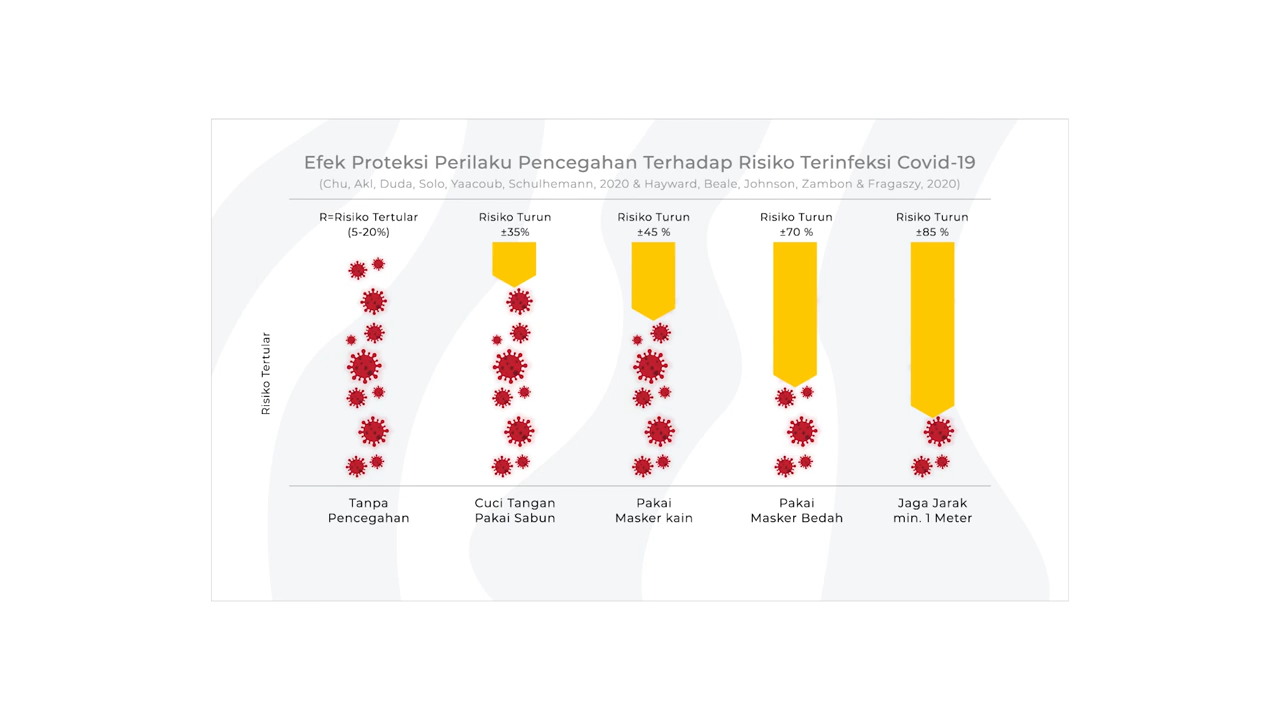 Efek Proteksi Perilaku Pencegahan Terhadap Risiko Terinfeksi Covid-19
(Chu, Akl, Duda, Solo, Yaacoub, Schulhemann, 2020 & Hayward, Beale, Johnson, Zambon & Fragaszy, 2020)
R=Risiko Tertular
(5-20%)
Risiko Turun
±35%
Risiko Turun
±45 %
Risiko Turun
±70 %
Risiko Turun
±85 %
Risiko Tertular
Tanpa
Pencegahan
Cuci Tangan
Pakai Sabun
Pakai
Masker kain
Pakai
Masker Bedah
Jaga Jarak
min. 1 Meter